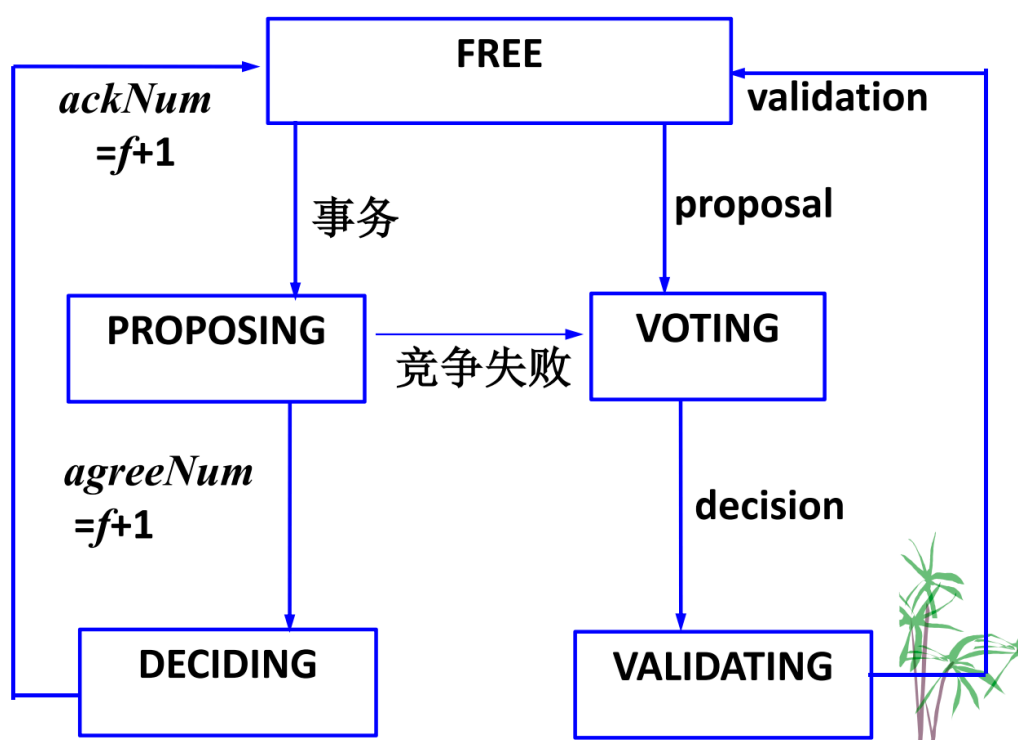 FREE
ackNum
=f+1
validation
事务
proposal
PROPOSING
VOTING
竞争失败
agreeNum
=f+1
decision
DECIDING
VALIDATING